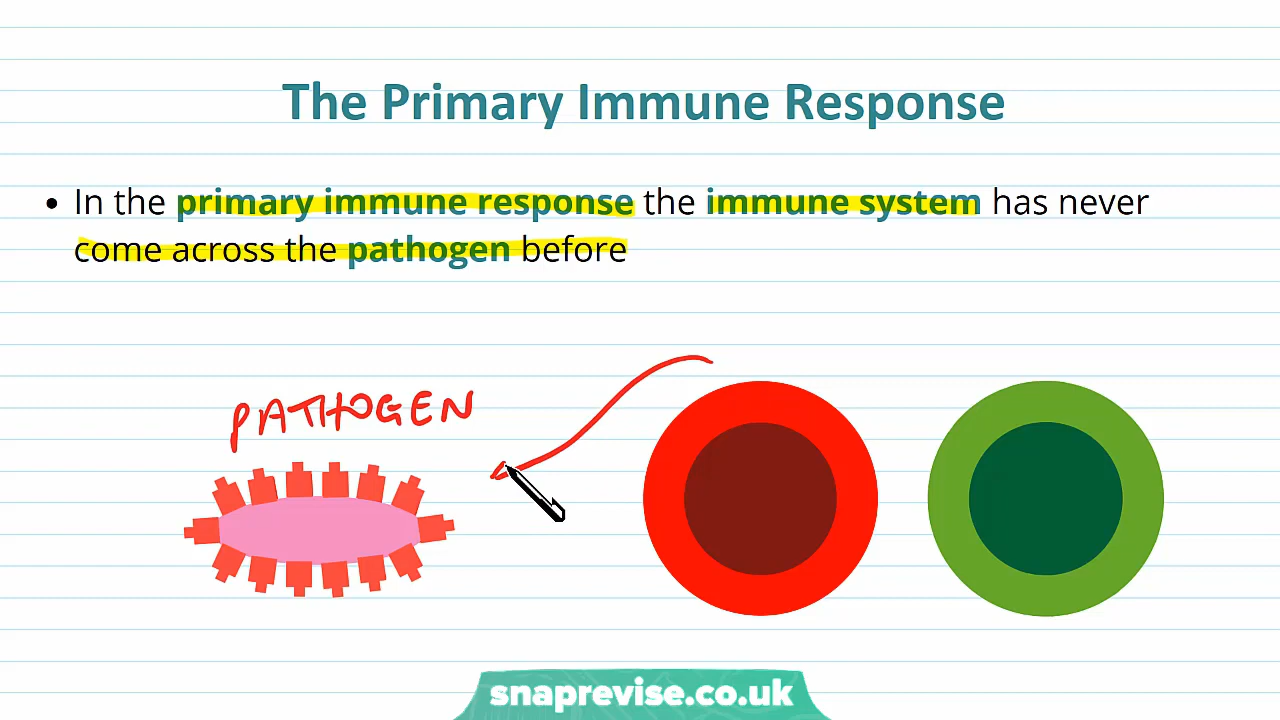 The Primary Immune Response
• In the primary immune response the immune system has never
come across the pathogen before
PATHOGEN
snaprevise.co.uk